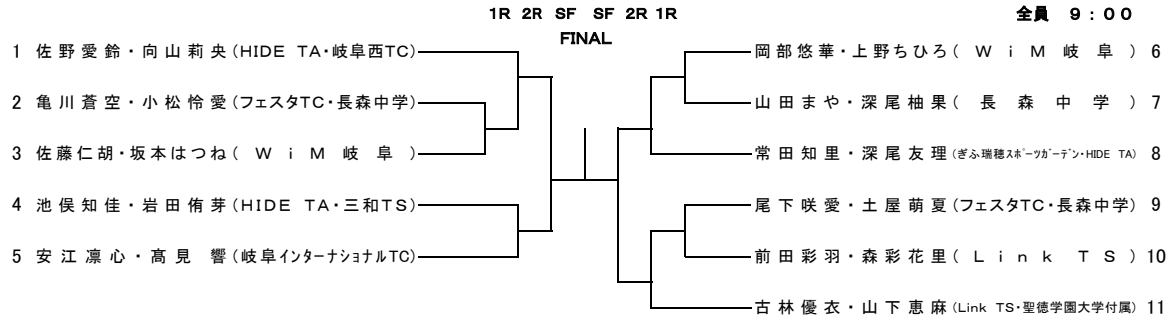 1R 2R SF SF 2R 1R 全員 9:00
FINAL
1 佐野愛鈴・向山莉央(HIDE TA・岐阜西TC)
2 亀川蒼空・小松怜愛(フェスタTC・長森中学)
3 佐藤仁胡・坂本はつね(WiM岐阜)
4 池俣知佳・岩田侑芽(HIDE TA・三和TS)
5 安江凛心・髙見 響(岐阜インターナショナルTC)
岡部悠華・上野ちひろ(WiM岐阜) 6
山田まや・深尾柚果(長森中学) 7
常田知里・深尾友理(ぎふ瑞穂スポーツガーデン・HIDE TA) 8
尾下咲愛・土屋萌夏(フェスタTC・長森中学) 9
前田彩羽・森彩花里(Link TS) 10
古林優衣・山下恵麻(Link TS・聖徳学園大学付属) 11